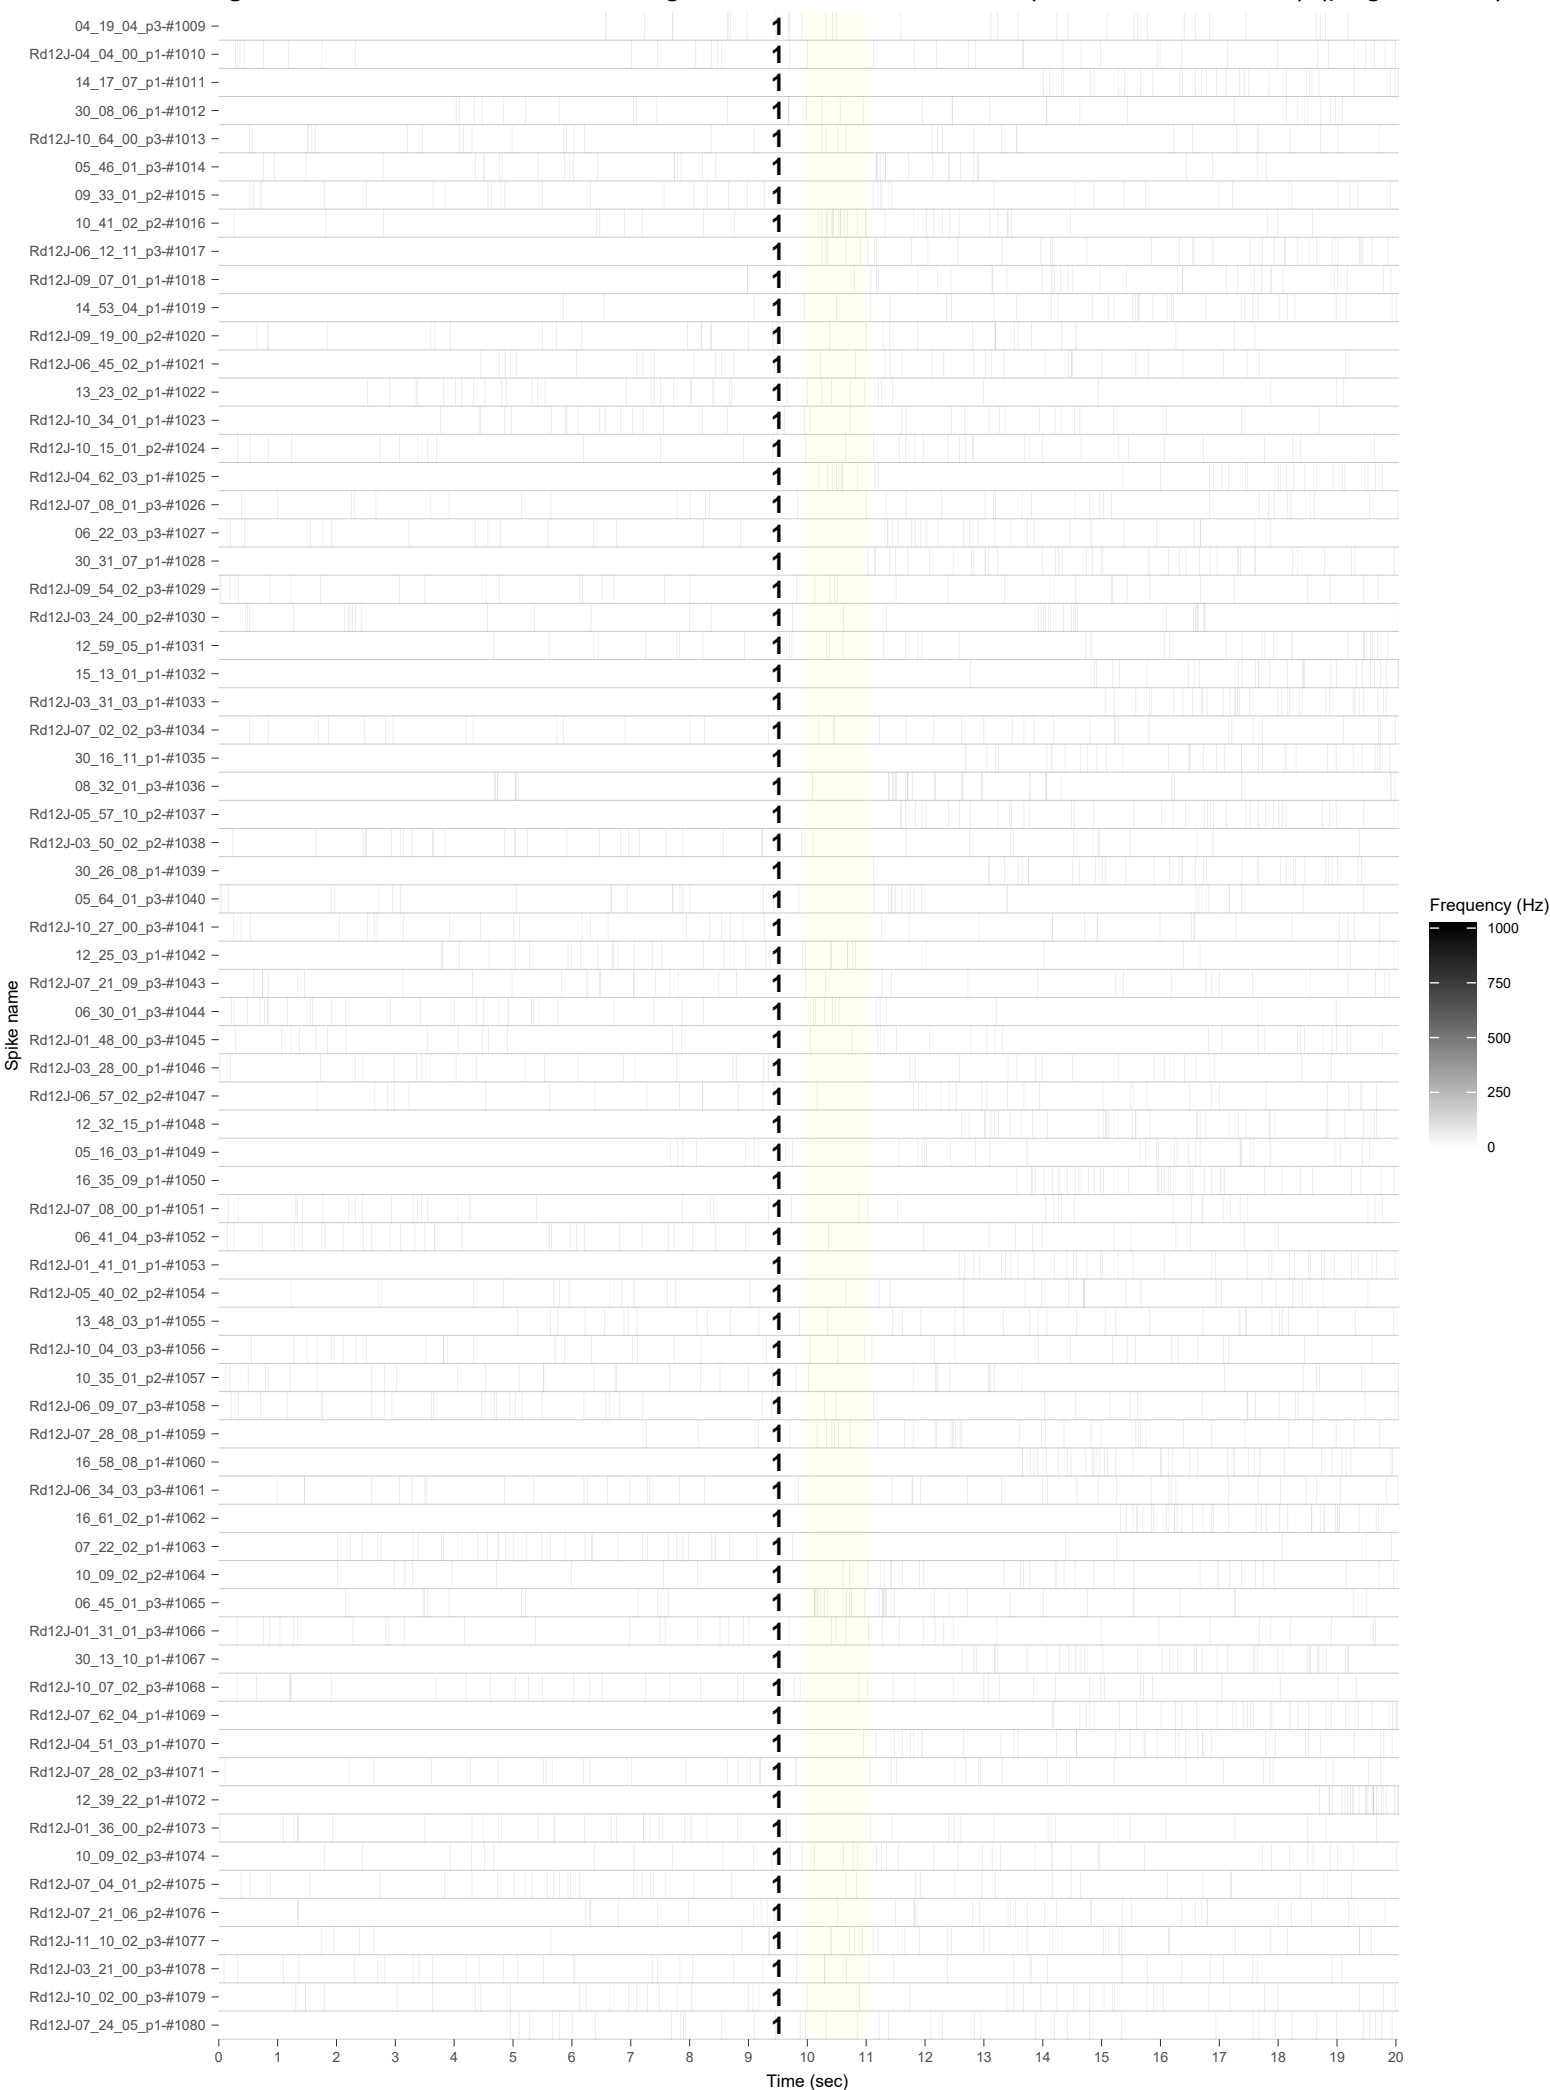 04_19_04_p3-#1009 1
Rd12J-04_04_00_p1-#1010 1
14_17_07_p1-#1011 1
30_08_06_p1-#1012 1
Rd12J-10_64_00_p3-#1013 1
05_46_01_p3-#1014 1
09_33_01_p2-#1015 1
10_41_02_p2-#1016 1
Rd12J-06_12_11_p3-#1017 1
Rd12J-09_07_01_p1-#1018 1
14_53_04_p1-#1019 1
Rd12J-09_19_00_p2-#1020 1
Rd12J-06_45_02_p1-#1021 1
13_23_02_p1-#1022 1
Rd12J-10_34_01_p1-#1023 1
Rd12J-10_15_01_p2-#1024 1
Rd12J-04_62_03_p1-#1025 1
Rd12J-07_08_01_p3-#1026 1
06_22_03_p3-#1027 1
30_31_07_p1-#1028 1
Rd12J-09_54_02_p3-#1029 1
Rd12J-03_24_00_p2-#1030 1
12_59_05_p1-#1031 1
15_13_01_p1-#1032 1
Rd12J-03_31_03_p1-#1033 1
Rd12J-07_02_02_p3-#1034 1
30_16_11_p1-#1035 1
08_32_01_p3-#1036 1
Rd12J-05_57_10_p2-#1037 1
Rd12J-03_50_02_p2-#1038 1
30_26_08_p1-#1039 1
05_64_01_p3-#1040 1
Rd12J-10_27_00_p3-#1041 1
12_25_03_p1-#1042 1
Rd12J-07_21_09_p3-#1043 1
06_30_01_p3-#1044 1
Rd12J-01_48_00_p3-#1045 1
Rd12J-03_28_00_p1-#1046 1
Rd12J-06_57_02_p2-#1047 1
12_32_15_p1-#1048 1
05_16_03_p1-#1049 1
16_35_09_p1-#1050 1
Rd12J-07_08_00_p1-#1051 1
06_41_04_p3-#1052 1
Rd12J-01_41_01_p1-#1053 1
Rd12J-05_40_02_p2-#1054 1
13_48_03_p1-#1055 1
Rd12J-10_04_03_p3-#1056 1
10_35_01_p2-#1057 1
Rd12J-06_09_07_p3-#1058 1
Rd12J-07_28_08_p1-#1059 1
16_58_08_p1-#1060 1
Rd12J-06_34_03_p3-#1061 1
16_61_02_p1-#1062 1
07_22_02_p1-#1063 1
10_09_02_p2-#1064 1
06_45_01_p3-#1065 1
Rd12J-01_31_01_p3-#1066 1
30_13_10_p1-#1067 1
Rd12J-10_07_02_p3-#1068 1
Rd12J-07_62_04_p1-#1069 1
Rd12J-04_51_03_p1-#1070 1
Rd12J-07_28_02_p3-#1071 1
12_39_22_p1-#1072 1
Rd12J-01_36_00_p2-#1073 1
10_09_02_p3-#1074 1
Rd12J-07_04_01_p2-#1075 1
Rd12J-07_21_06_p2-#1076 1
Rd12J-11_10_02_p3-#1077 1
Rd12J-03_21_00_p3-#1078 1
Rd12J-10_02_00_p3-#1079 1
Rd12J-07_24_05_p1-#1080 1
0 1 2 3 4 5 6 7 8 9 10 11 12 13 14 15 16 17 18 19 20
Time (sec)
Spike name
Frequency (Hz)
1000
750
500
250
0